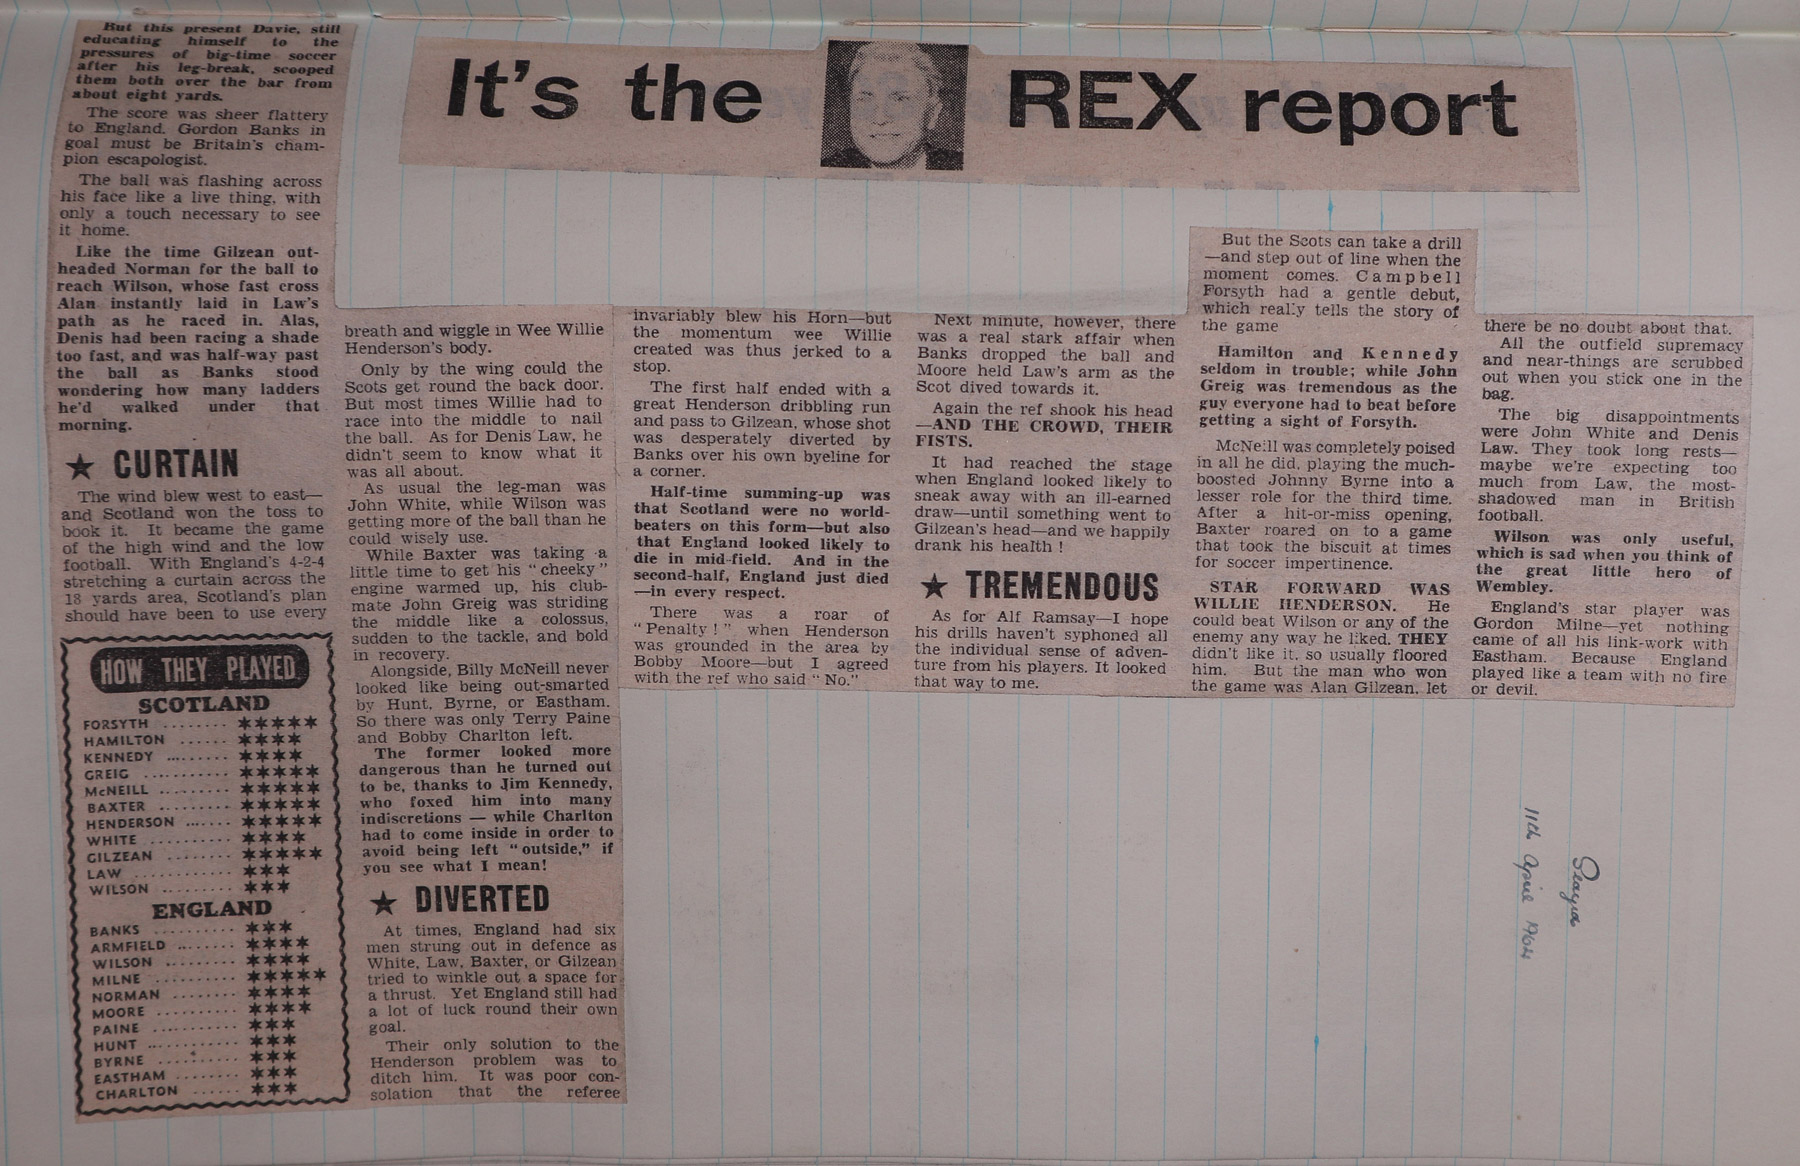 It's the REX report
But this present Davie, still
educating himself to the
pressures of big-time soccer
after his leg-break, scooped
them both over the bar from
about eight yards.
The score was sheer flattery
to England. Gordon Banks in
goal must be Britain's cham-
pion escapologist.
The ball was flashing across
his face like a live thing, with
only a touch necessary to see
it home.
Like the time Gilzean out-
headed Norman for the ball to
reach Wilson, whose fast cross
Alan instantly laid in Law's
path as he raced in. Alas,
Denis had been racing a shade
too fast, and was half-way past
the ball as Banks stood
wondering how many ladders
he'd walked under that
morning.
★ CURTAIN
The wind blew west to east—
and Scotland won the toss to
book it. It became the game
of the high wind and the low
football. With England's 4-2-4
stretching a curtain across the
18 yards area, Scotland's plan
should have been to use every
breath and wiggle in Wee Willie
Henderson's body.
Only by the wing could the
Scots get round the back door.
But most times Willie had to
race into the middle to nail
the ball. As for Denis Law, he
didn't seem to know what it
was all about.
As usual the leg-man was
John White, while Wilson was
getting more of the ball than he
could wisely use.
While Baxter was taking a
little time to get his "cheeky"
engine warmed up, his club-
mate John Greig was striding
the middle like a colossus,
sudden to the tackle, and bold
in recovery.
Alongside, Billy McNeill never
looked like being out-smarted
by Hunt, Byrne, or Eastham.
So there was only Terry Paine
and Bobby Charlton left.
The former looked more
dangerous than he turned out
to be, thanks to Jim Kennedy,
who foxed him into many
indiscretions — while Charlton
had to come inside in order to
avoid being left "outside," if
you see what I mean!
★ DIVERTED
At times, England had six
men strung out in defence as
White, Law, Baxter, or Gilzean
tried to winkle out a space for
a thrust. Yet England still had
a lot of luck round their own
goal.
Their only solution to the
Henderson problem was to
ditch him. It was poor con-
solation that the referee
invariably blew his Horn—but
the momentum wee Willie
created was thus jerked to a
stop.
The first half ended with a
great Henderson dribbling run
and pass to Gilzean, whose shot
was desperately diverted by
Banks over his own byeline for
a corner.
Half-time summing-up was
that Scotland were no world-
beaters on this form—but also
that England looked likely to
die in mid-field. And in the
second-half, England just died
—in every respect.
There was a roar of
"Penalty!" when Henderson
was grounded in the area by
Bobby Moore—but I agreed
with the ref who said "No."
Next minute, however, there
was a real stark affair when
Banks dropped the ball and
Moore held Law's arm as the
Scot dived towards it.
Again the ref shook his head
—AND THE CROWD, THEIR
FISTS.
It had reached the stage
when England looked likely to
sneak away with an ill-earned
draw—until something went to
Gilzean's head—and we happily
drank his health !
★ TREMENDOUS
As for Alf Ramsay—I hope
his drills haven't syphoned all
the individual sense of adven-
ture from his players. It looked
that way to me.
But the Scots can take a drill
—and step out of line when the
moment comes. Campbell
Forsyth had a gentle debut,
which really tells the story of
the game
Hamilton and Kennedy
seldom in trouble; while John
Greig was tremendous as the
guy everyone had to beat before
getting a sight of Forsyth.
McNeill was completely poised
in all he did, playing the much-
boosted Johnny Byrne into a
lesser role for the third time.
After a hit-or-miss opening,
Baxter roared on to a game
that took the biscuit at times
for soccer impertinence.
STAR FORWARD WAS
WILLIE HENDERSON. He
could beat Wilson or any of the
enemy any way he liked. THEY
didn't like it, so usually floored
him. But the man who won
the game was Alan Gilzean, let
there be no doubt about that.
All the outfield supremacy
and near-things are scrubbed
out when you stick one in the
bag.
The big disappointments
were John White and Denis
Law. They took long rests—
maybe we're expecting too
much from Law, the most-
shadowed man in British
football.
Wilson was only useful,
which is sad when you think of
the great little hero of
Wembley.
England's star player was
Gordon Milne—yet nothing
came of all his link-work with
Eastham. Because England
played like a team with no fire
or devil.
HOW THEY PLAYED
SCOTLAND
FORSYTH ........ ★★★★★
HAMILTON ...... ★★★★
KENNEDY ......... ★★★★
GREIG ........... ★★★★★
McNEILL ......... ★★★★★
BAXTER ......... ★★★★★
HENDERSON ....... ★★★★★
WHITE ........... ★★★★
GILZEAN ......... ★★★★★
LAW ............ ★★★
WILSON ......... ★★★
ENGLAND
BANKS .......... ★★★
ARMFIELD ........ ★★★★
WILSON ......... ★★★★
MILNE .......... ★★★★★
NORMAN ........ ★★★★
MOORE .......... ★★★★
PAINE ........... ★★★
HUNT ........... ★★★
BYRNE .......... ★★★
EASTHAM ........ ★★★
CHARLTON ....... ★★★
11th April 1964